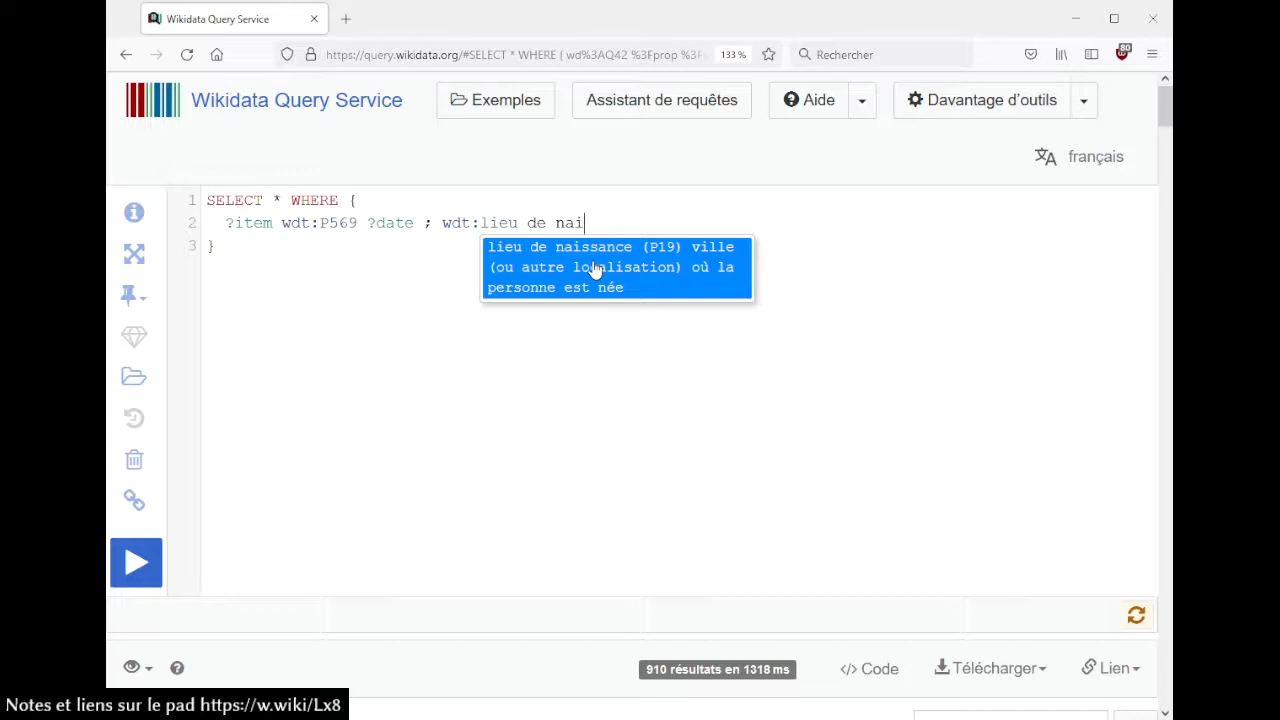 Wikidata Query Service
https://query.wikidata.org/#SELECT * WHERE { wd%3AQ42 %3Fprop %3F
133 %
Rechercher
80
Wikidata Query Service
Exemples
Assistant de requêtes
Aide
Davantage d'outils
français
1 SELECT * WHERE {
2 ?item wdt:P569 ?date ; wdt:lieu de nai
3 }
lieu de naissance (P19) ville
(ou autre localisation) où la
personne est née
910 résultats en 1318 ms
</> Code
Télécharger
Lien
Notes et liens sur le pad https://w.wiki/Lx8